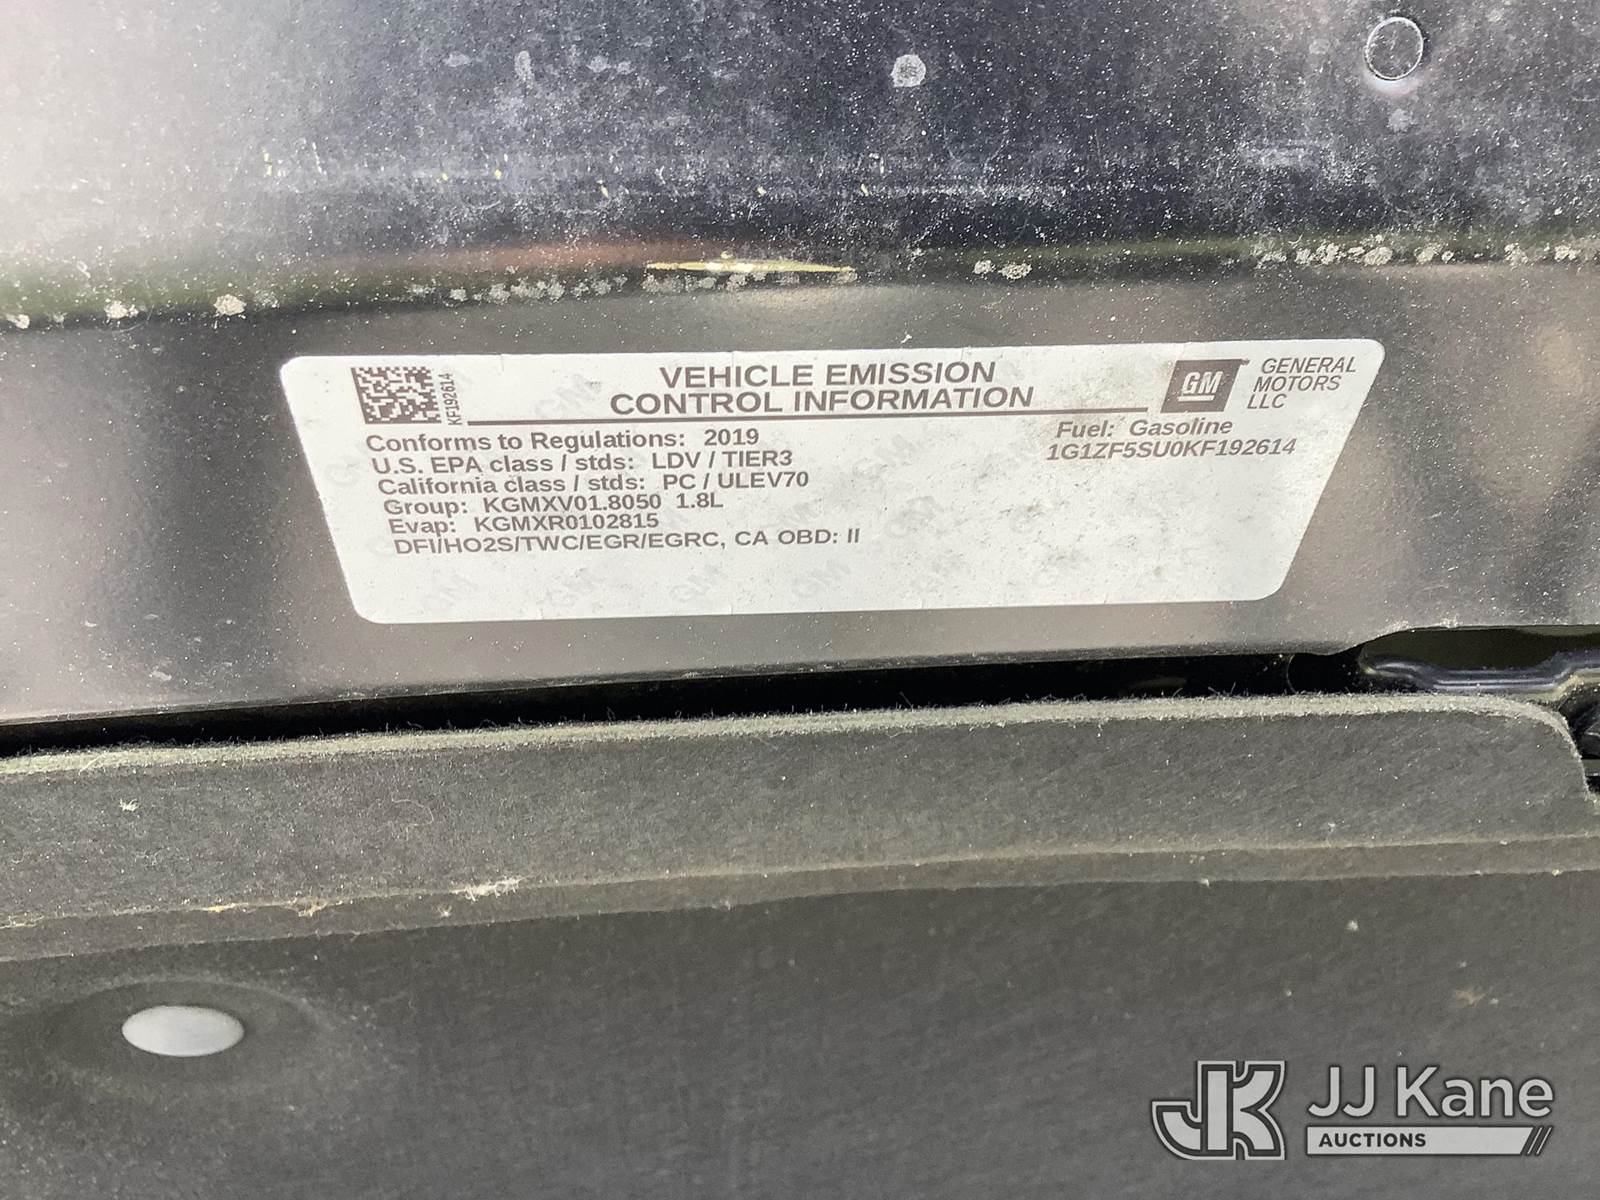 KF192614
VEHICLE EMISSION
CONTROL INFORMATION
GM
GENERAL
MOTORS
LLC
Conforms to Regulations: 2019
U.S. EPA class / stds: LDV / TIER3
California class / stds: PC / ULEV70
Group: KGMXV01.8050 1.8L
Evap: KGMXR0102815
DFI/HO2S/TWC/EGR/EGRC, CA OBD: II
Fuel: Gasoline
1G1ZF5SU0KF192614
JK JJ Kane
AUCTIONS